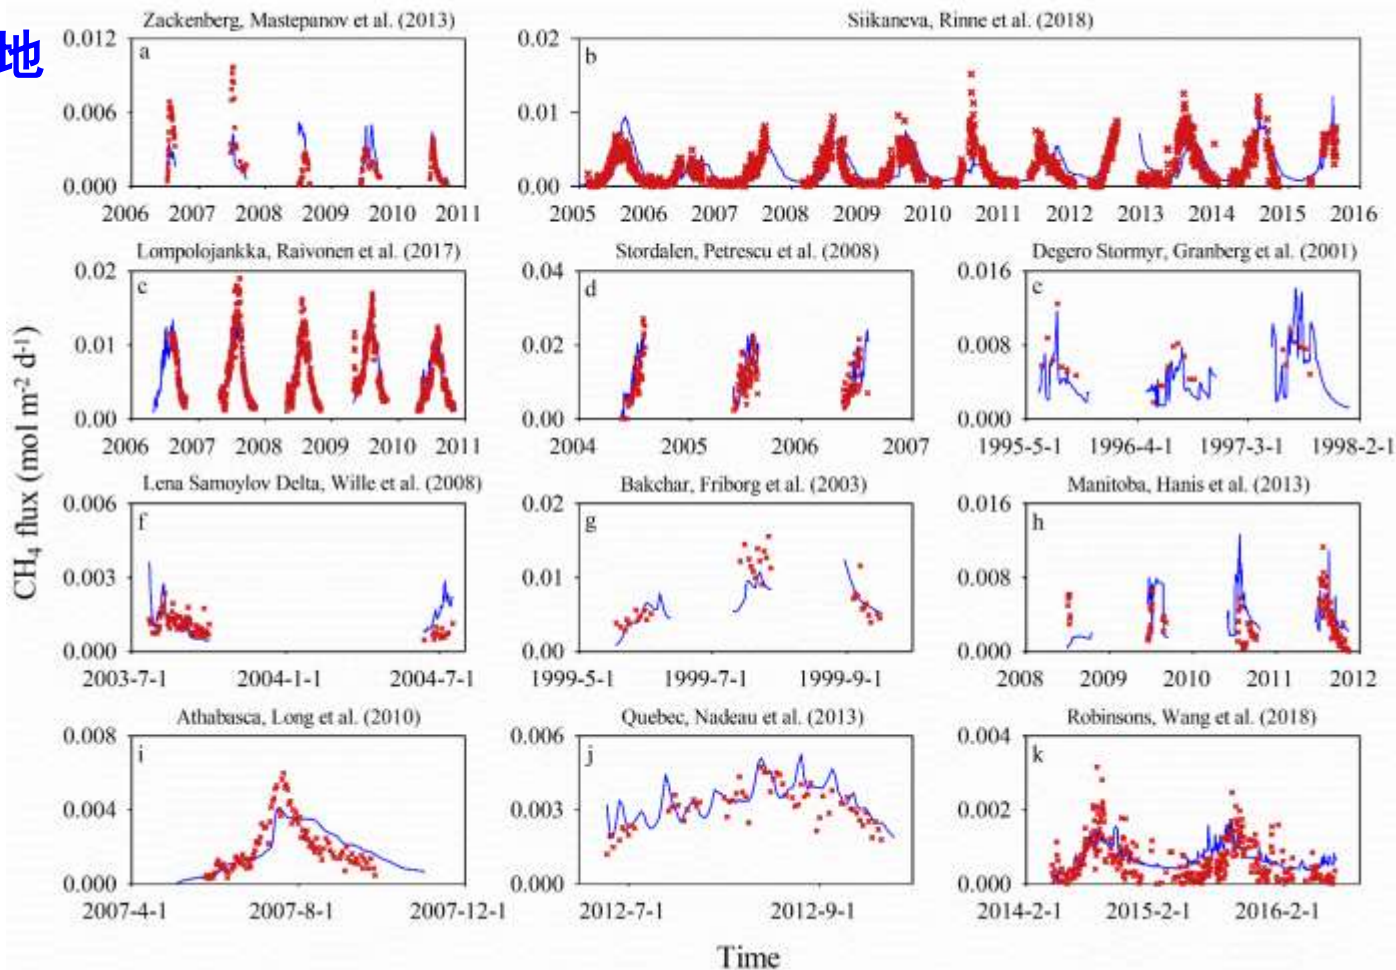 地
Zackenberg, Mastepanov et al. (2013)
Siikaneva, Rinne et al. (2018)
0.012
a
0.006
0.000
2006 2007 2008 2009 2010 2011
0.02
b
0.01
0.00
2005 2006 2007 2008 2009 2010 2011 2012 2013 2014 2015 2016
Lompolojankka, Raivonen et al. (2017)
Stordalen, Petrescu et al. (2008)
Degero Stormyr, Granberg et al. (2001)
0.02
c
0.01
0.00
2006 2007 2008 2009 2010 2011
0.04
d
0.02
0.00
2004 2005 2006 2007
0.016
e
0.008
0.000
1995-5-1 1996-4-1 1997-3-1 1998-2-1
CH₄ flux (mol m⁻² d⁻¹)
Lena Samoylov Delta, Wille et al. (2008)
Bakchar, Friborg et al. (2003)
Manitoba, Hanis et al. (2013)
0.006
f
0.003
0.000
2003-7-1 2004-1-1 2004-7-1
0.02
g
0.01
0.00
1999-5-1 1999-7-1 1999-9-1
0.016
h
0.008
0.000
2008 2009 2010 2011 2012
Athabasca, Long et al. (2010)
Quebec, Nadeau et al. (2013)
Robinsons, Wang et al. (2018)
0.008
i
0.004
0.000
2007-4-1 2007-8-1 2007-12-1
0.006
j
0.003
0.000
2012-7-1 2012-9-1
0.004
k
0.002
0.000
2014-2-1 2015-2-1 2016-2-1
Time